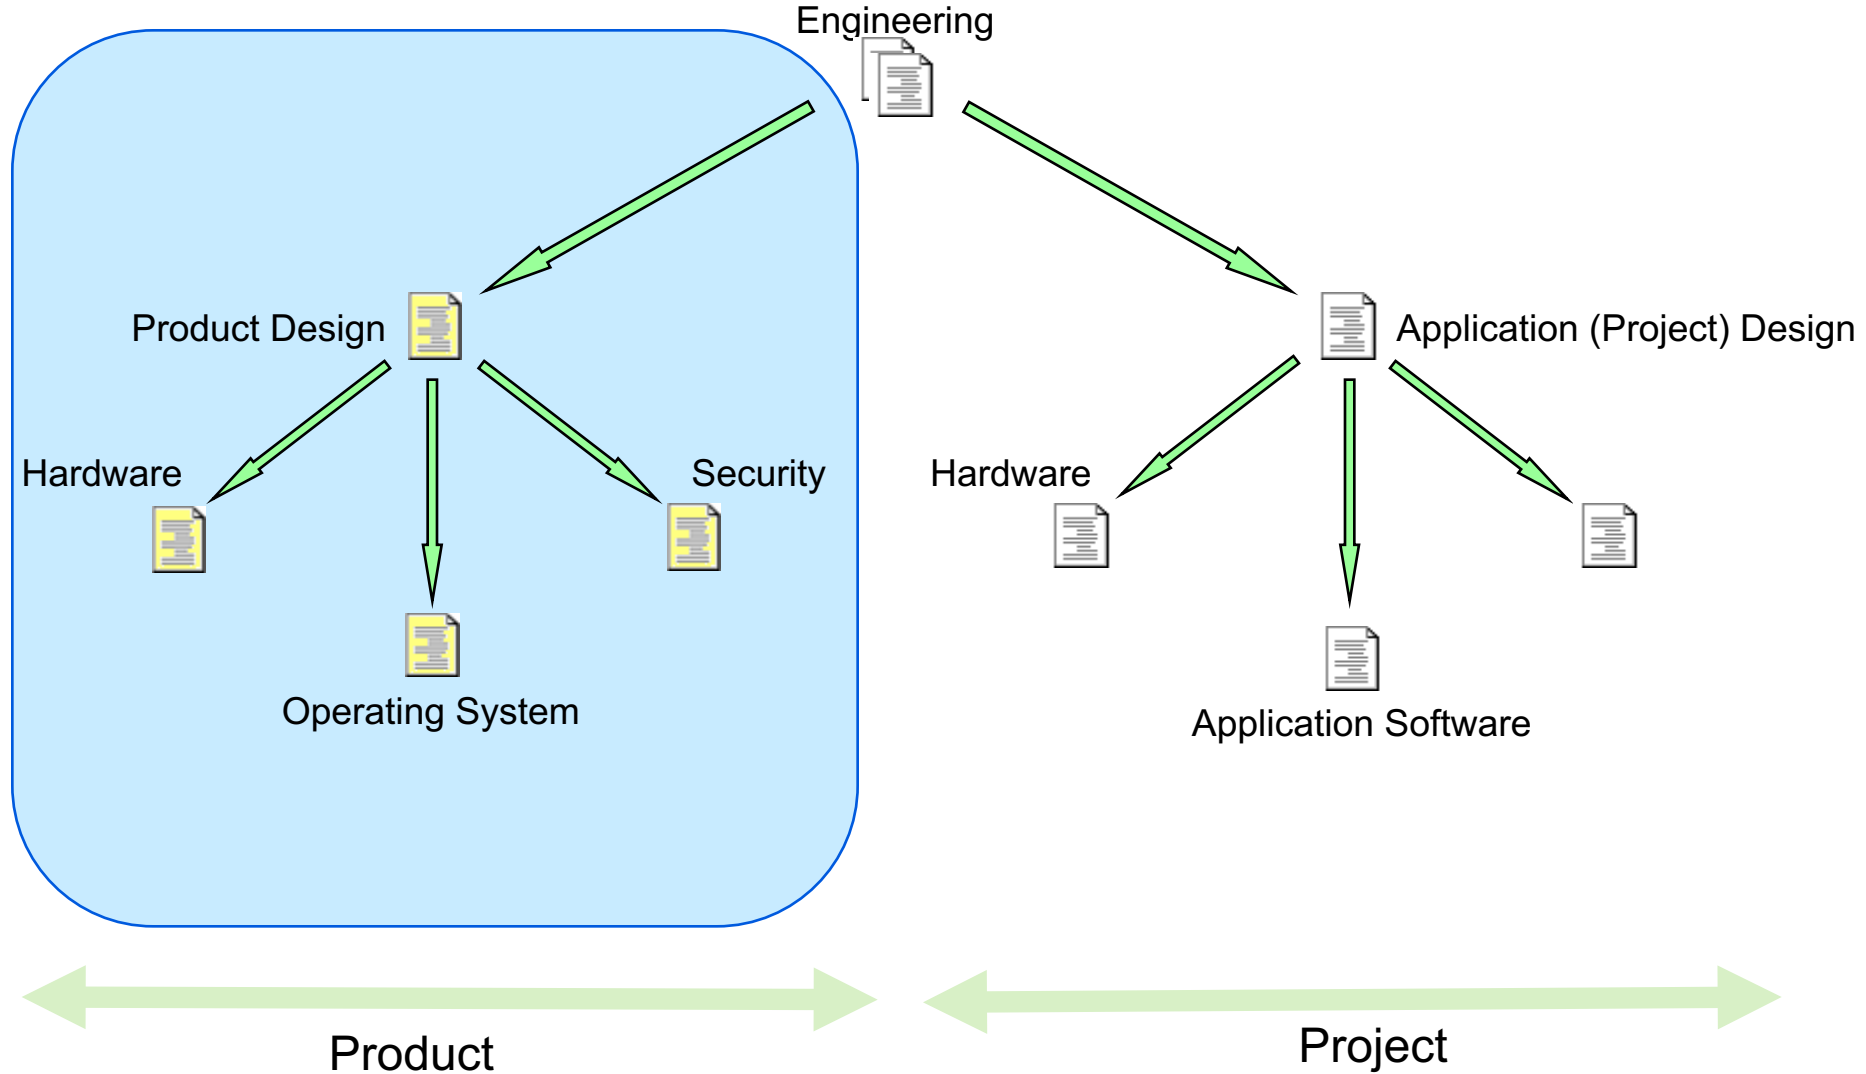 Engineering
Product Design
Application (Project) Design
Hardware
Security
Hardware
Operating System
Application Software
Product
Project